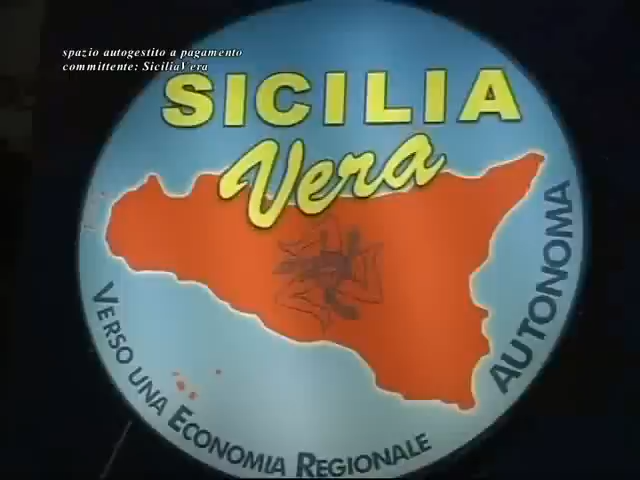 spazio autogestito a pagamento
committente: SiciliaVera
SICILIA
Vera
VERSO UNA ECONOMIA REGIONALE
AUTONOMA